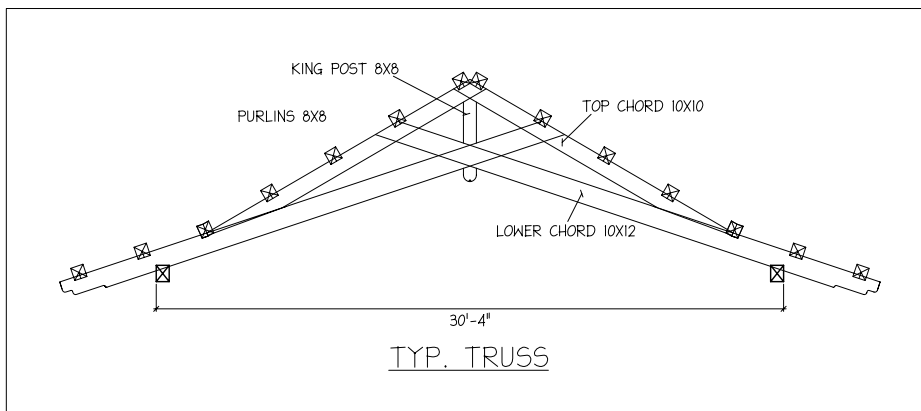 KING POST 8X8
TOP CHORD 10X10
PURLINS 8X8
LOWER CHORD 10X12
30'-4"
TYP. TRUSS